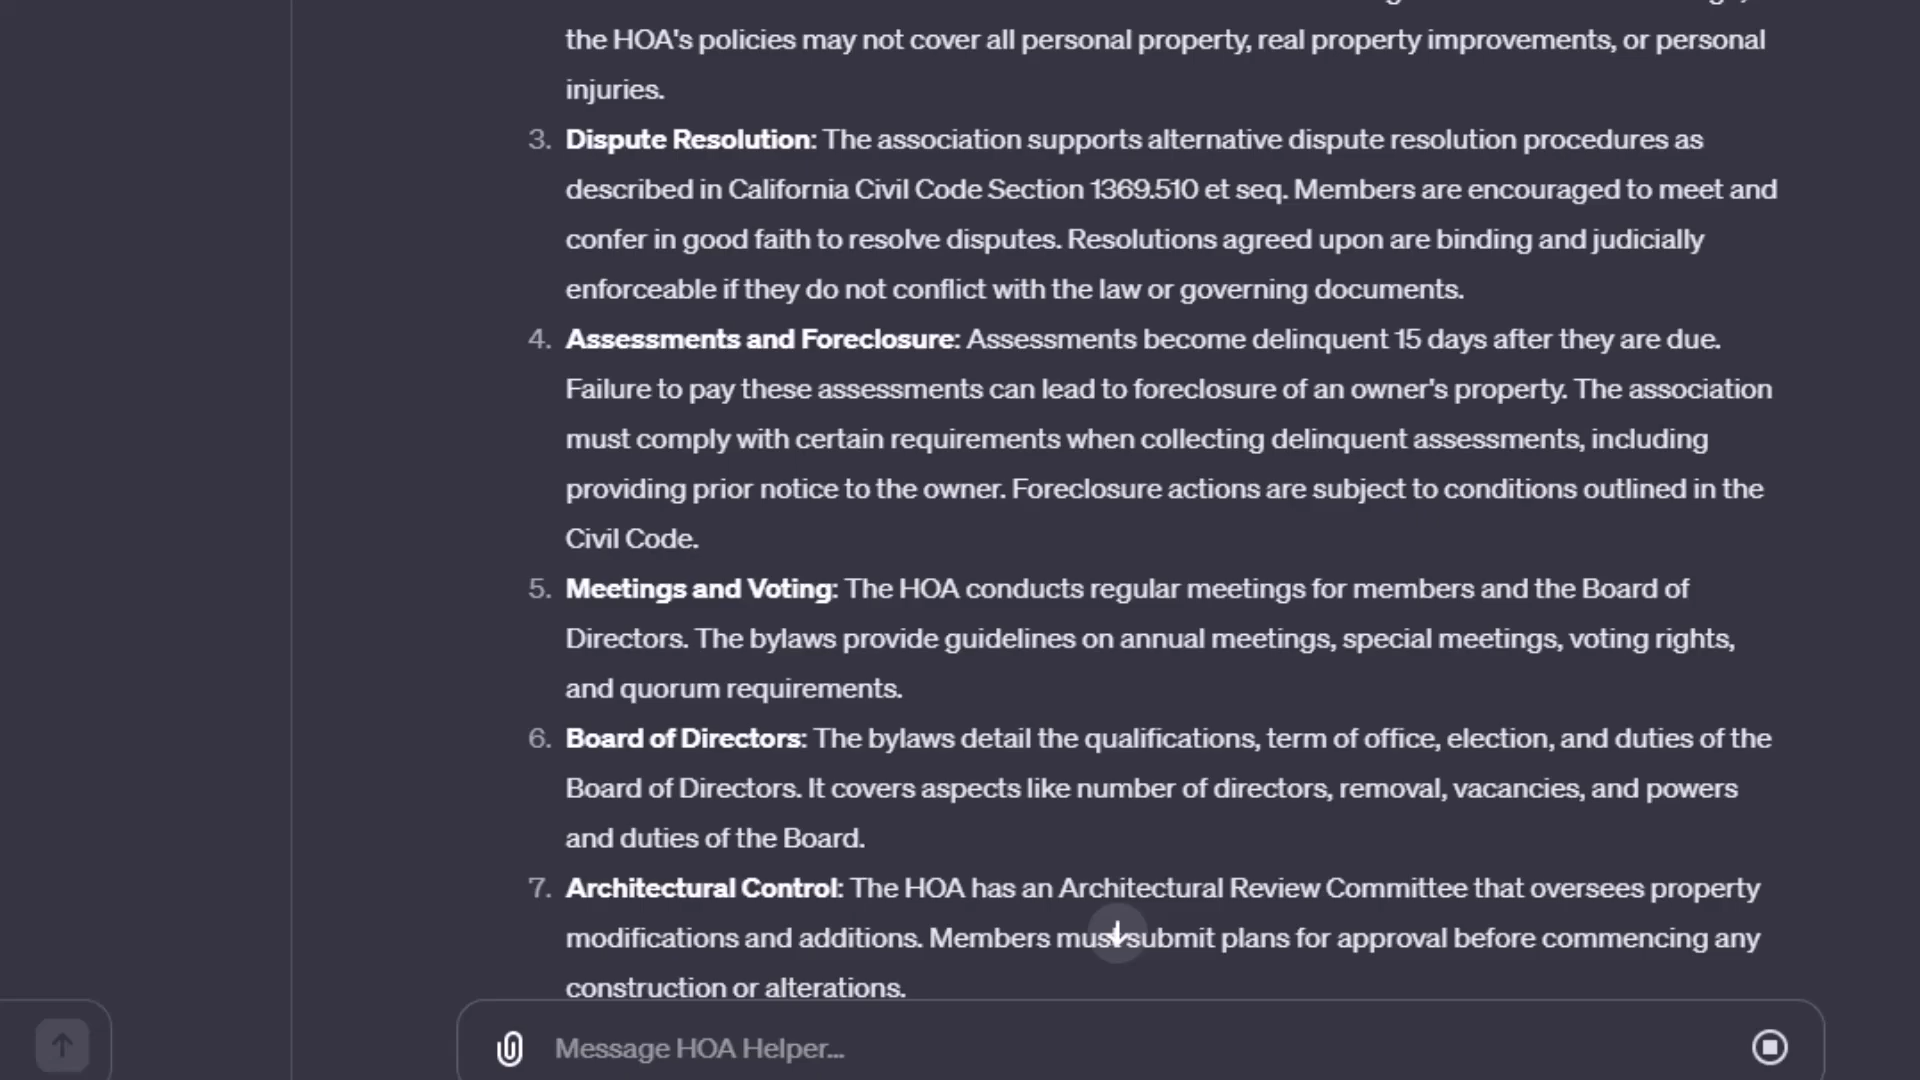 the HOA's policies may not cover all personal property, real property improvements, or personal
injuries.
3. Dispute Resolution: The association supports alternative dispute resolution procedures as
described in California Civil Code Section 1369.510 et seq. Members are encouraged to meet and
confer in good faith to resolve disputes. Resolutions agreed upon are binding and judicially
enforceable if they do not conflict with the law or governing documents.
4. Assessments and Foreclosure: Assessments become delinquent 15 days after they are due.
Failure to pay these assessments can lead to foreclosure of an owner's property. The association
must comply with certain requirements when collecting delinquent assessments, including
providing prior notice to the owner. Foreclosure actions are subject to conditions outlined in the
Civil Code.
5. Meetings and Voting: The HOA conducts regular meetings for members and the Board of
Directors. The bylaws provide guidelines on annual meetings, special meetings, voting rights,
and quorum requirements.
6. Board of Directors: The bylaws detail the qualifications, term of office, election, and duties of the
Board of Directors. It covers aspects like number of directors, removal, vacancies, and powers
and duties of the Board.
7. Architectural Control: The HOA has an Architectural Review Committee that oversees property
modifications and additions. Members must submit plans for approval before commencing any
construction or alterations.
Message HOA Helper...